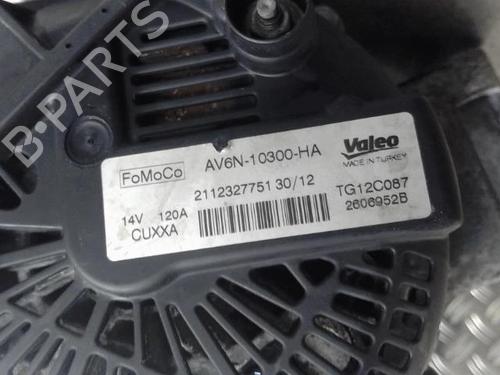 B-PARTS
FoMoCo
AV6N-10300-HA
Valeo
MADE IN TURKEY
2112327751 30/12
TG12C087
14V 120A
2606952B
CUXXA